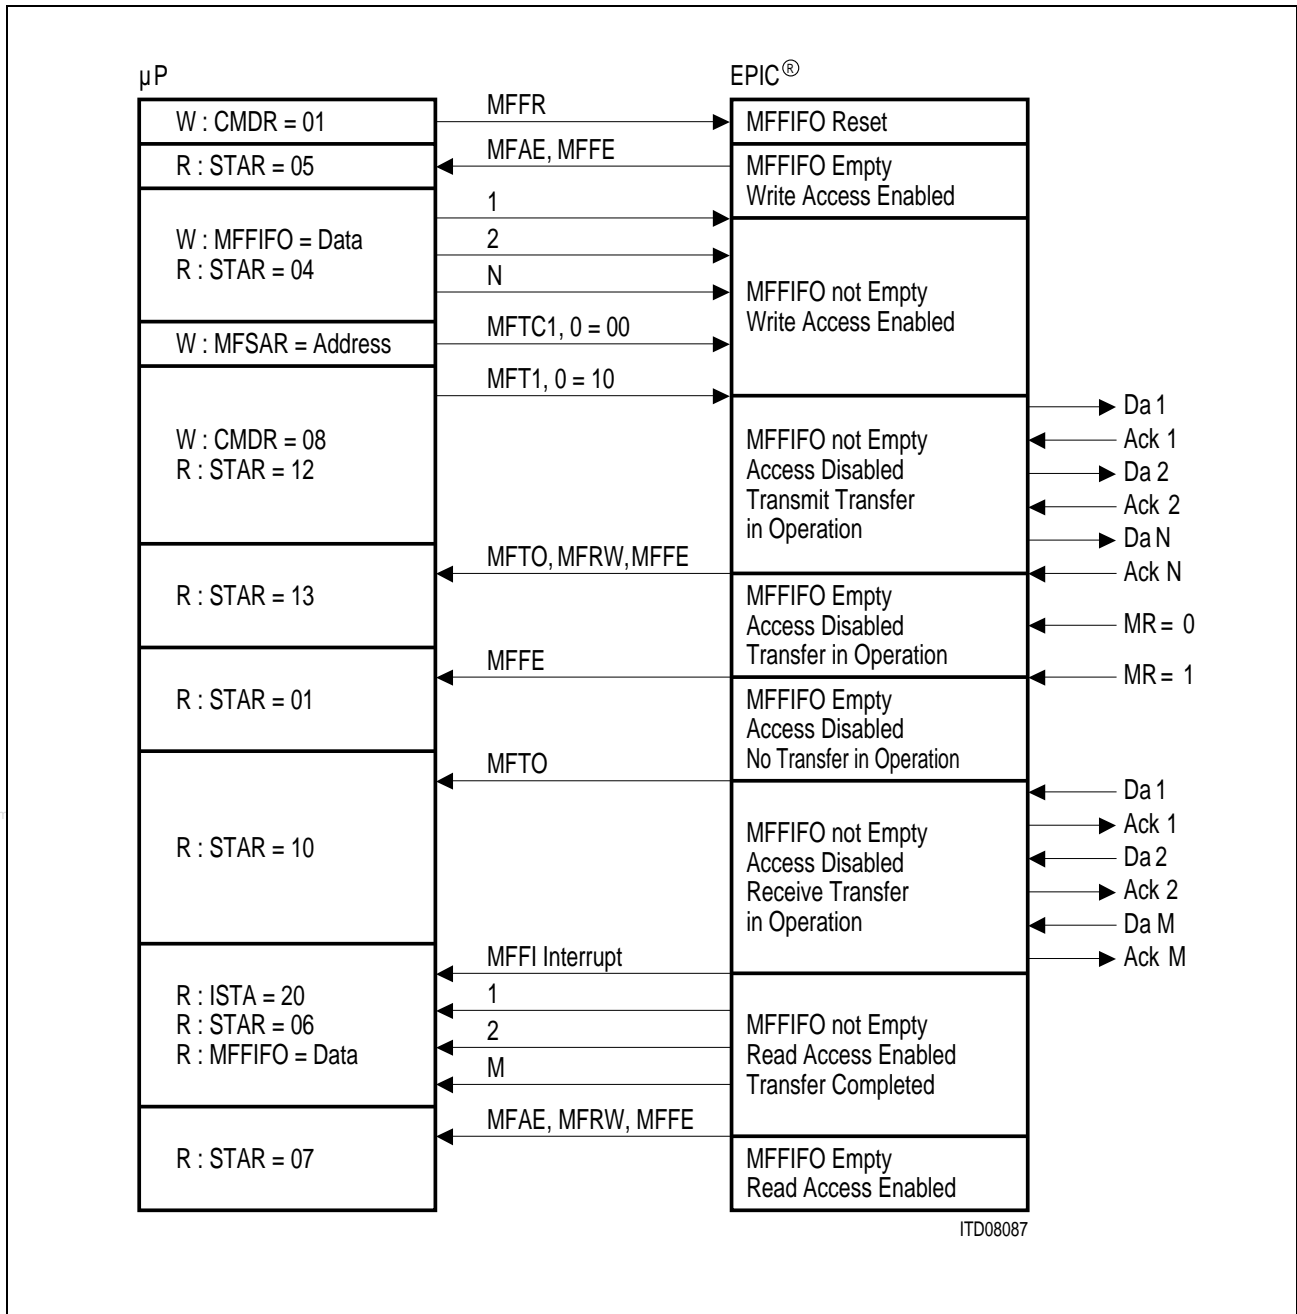 µP
EPIC®
W : CMDR = 01
MFFR
MFFIFO Reset
R : STAR = 05
MFAE, MFFE
MFFIFO Empty
Write Access Enabled
W : MFFIFO = Data
R : STAR = 04
1
2
N
MFFIFO not Empty
Write Access Enabled
W : MFSAR = Address
MFTC1, 0 = 00
MFT1, 0 = 10
W : CMDR = 08
R : STAR = 12
MFFIFO not Empty
Access Disabled
Transmit Transfer
in Operation
Da 1
Ack 1
Da 2
Ack 2
Da N
Ack N
R : STAR = 13
MFTO, MFRW, MFFE
MFFIFO Empty
Access Disabled
Transfer in Operation
MR = 0
MR = 1
R : STAR = 01
MFFE
MFFIFO Empty
Access Disabled
No Transfer in Operation
R : STAR = 10
MFTO
MFFIFO not Empty
Access Disabled
Receive Transfer
in Operation
Da 1
Ack 1
Da 2
Ack 2
Da M
Ack M
R : ISTA = 20
R : STAR = 06
R : MFFIFO = Data
MFFI Interrupt
1
2
M
MFFIFO not Empty
Read Access Enabled
Transfer Completed
R : STAR = 07
MFAE, MFRW, MFFE
MFFIFO Empty
Read Access Enabled
ITD08087